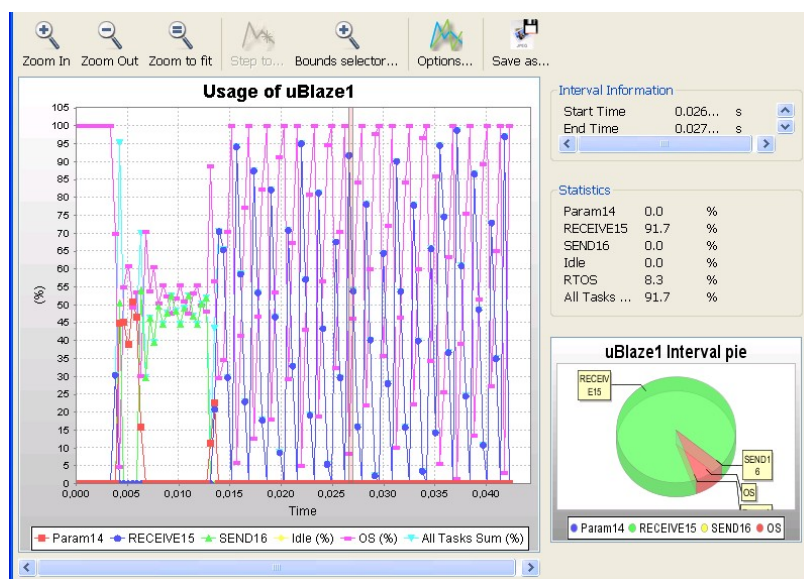 Zoom In Zoom Out Zoom to fit Step to... Bounds selector... Options... Save as...
Usage of uBlaze1
105
100
95
90
85
80
75
70
65
60
55
50
45
40
35
30
25
20
15
10
5
0
(%)
0,000 0,005 0,010 0,015 0,020 0,025 0,030 0,035 0,040
Time
Param14 RECEIVE15 SEND16 Idle (%) OS (%) All Tasks Sum (%)
Interval Information
Start Time 0.026... s
End Time 0.027... s
Statistics
Param14 0.0 %
RECEIVE15 91.7 %
SEND16 0.0 %
Idle 0.0 %
RTOS 8.3 %
All Tasks ... 91.7 %
uBlaze1 Interval pie
RECEIV
E15
SEND1
6
OS
Param14 RECEIVE15 SEND16 OS